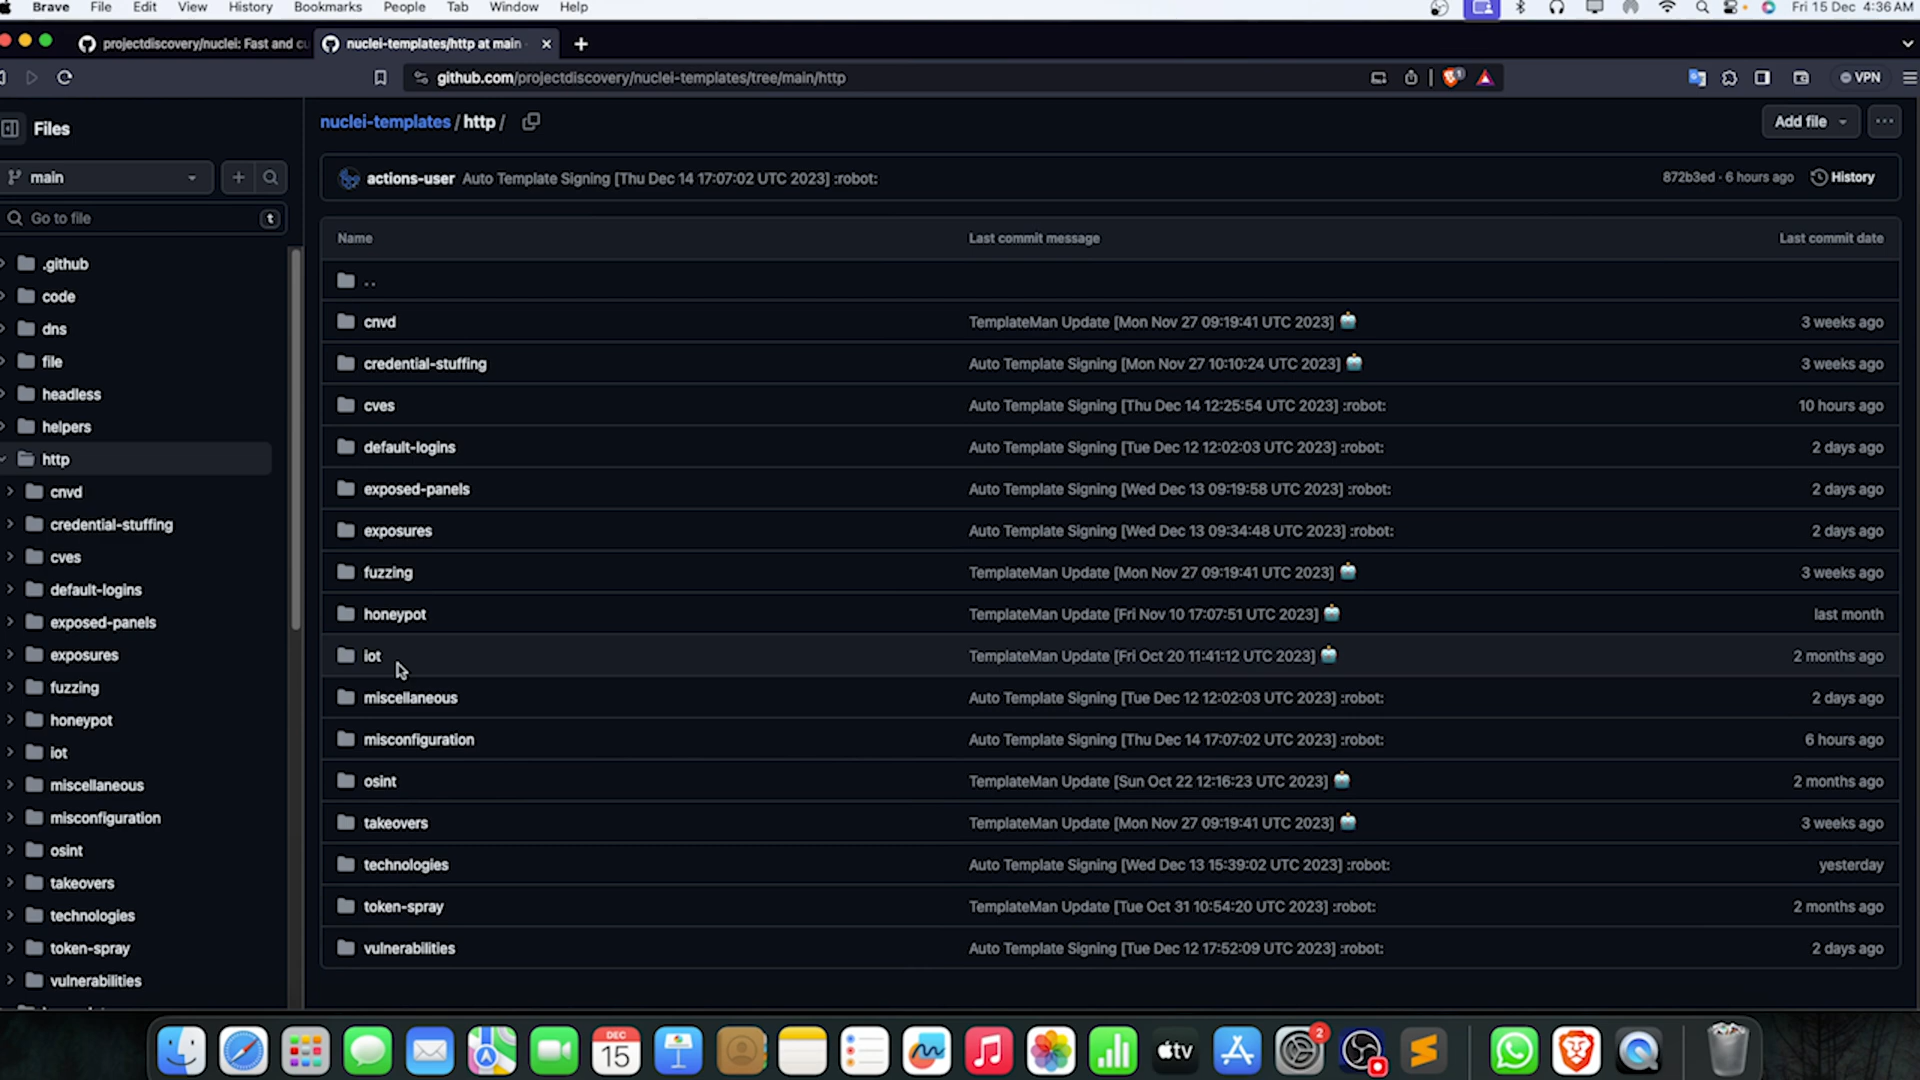 Brave File Edit View History Bookmarks People Tab Window Help Fri 15 Dec 4:36 AM
projectdiscovery/nuclei: Fast and cu nuclei-templates/http at main
github.com/projectdiscovery/nuclei-templates/tree/main/http 1 VPN
Files
main
Go to file t
.github
code
dns
file
headless
helpers
http
cnvd
credential-stuffing
cves
default-logins
exposed-panels
exposures
fuzzing
honeypot
iot
miscellaneous
misconfiguration
osint
takeovers
technologies
token-spray
vulnerabilities
nuclei-templates / http /
Add file
actions-user Auto Template Signing [Thu Dec 14 17:07:02 UTC 2023] :robot: 872b3ed · 6 hours ago History
Name Last commit message Last commit date
..
cnvd TemplateMan Update [Mon Nov 27 09:19:41 UTC 2023] 3 weeks ago
credential-stuffing Auto Template Signing [Mon Nov 27 10:10:24 UTC 2023] 3 weeks ago
cves Auto Template Signing [Thu Dec 14 12:25:54 UTC 2023] :robot: 10 hours ago
default-logins Auto Template Signing [Tue Dec 12 12:02:03 UTC 2023] :robot: 2 days ago
exposed-panels Auto Template Signing [Wed Dec 13 09:19:58 UTC 2023] :robot: 2 days ago
exposures Auto Template Signing [Wed Dec 13 09:34:48 UTC 2023] :robot: 2 days ago
fuzzing TemplateMan Update [Mon Nov 27 09:19:41 UTC 2023] 3 weeks ago
honeypot TemplateMan Update [Fri Nov 10 17:07:51 UTC 2023] last month
iot TemplateMan Update [Fri Oct 20 11:41:12 UTC 2023] 2 months ago
miscellaneous Auto Template Signing [Tue Dec 12 12:02:03 UTC 2023] :robot: 2 days ago
misconfiguration Auto Template Signing [Thu Dec 14 17:07:02 UTC 2023] :robot: 6 hours ago
osint TemplateMan Update [Sun Oct 22 12:16:23 UTC 2023] 2 months ago
takeovers TemplateMan Update [Mon Nov 27 09:19:41 UTC 2023] 3 weeks ago
technologies Auto Template Signing [Wed Dec 13 15:39:02 UTC 2023] :robot: yesterday
token-spray TemplateMan Update [Tue Oct 31 10:54:20 UTC 2023] :robot: 2 months ago
vulnerabilities Auto Template Signing [Tue Dec 12 17:52:09 UTC 2023] :robot: 2 days ago
DEC
15
tv
2